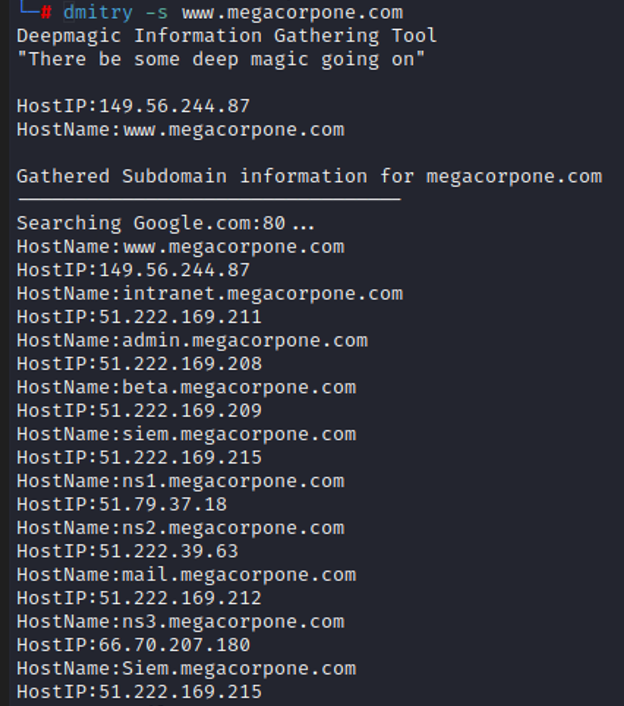 └─# dmitry -s www.megacorpone.com
Deepmagic Information Gathering Tool
"There be some deep magic going on"
HostIP:149.56.244.87
HostName:www.megacorpone.com
Gathered Subdomain information for megacorpone.com
---------------------------------
Searching Google.com:80...
HostName:www.megacorpone.com
HostIP:149.56.244.87
HostName:intranet.megacorpone.com
HostIP:51.222.169.211
HostName:admin.megacorpone.com
HostIP:51.222.169.208
HostName:beta.megacorpone.com
HostIP:51.222.169.209
HostName:siem.megacorpone.com
HostIP:51.222.169.215
HostName:ns1.megacorpone.com
HostIP:51.79.37.18
HostName:ns2.megacorpone.com
HostIP:51.222.39.63
HostName:mail.megacorpone.com
HostIP:51.222.169.212
HostName:ns3.megacorpone.com
HostIP:66.70.207.180
HostName:Siem.megacorpone.com
HostIP:51.222.169.215